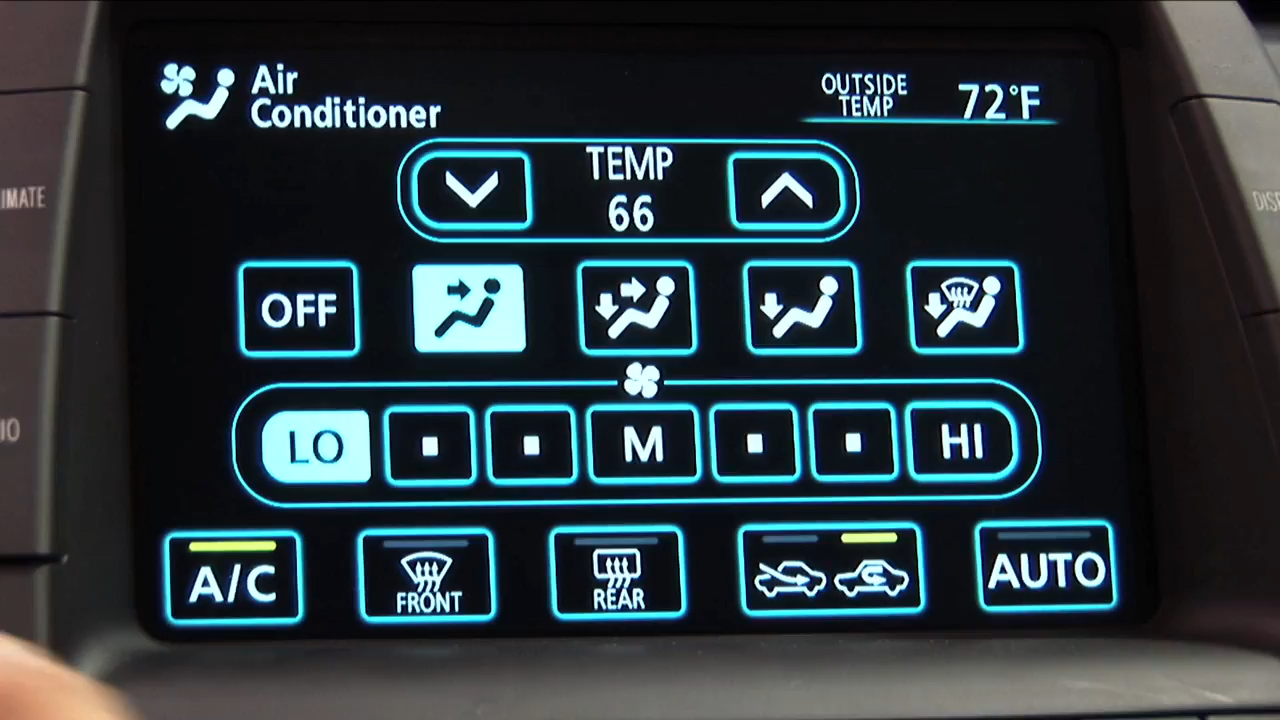 Air
Conditioner
OUTSIDE
TEMP
72°F
TEMP
66
OFF
LO
M
HI
A/C
FRONT
REAR
AUTO